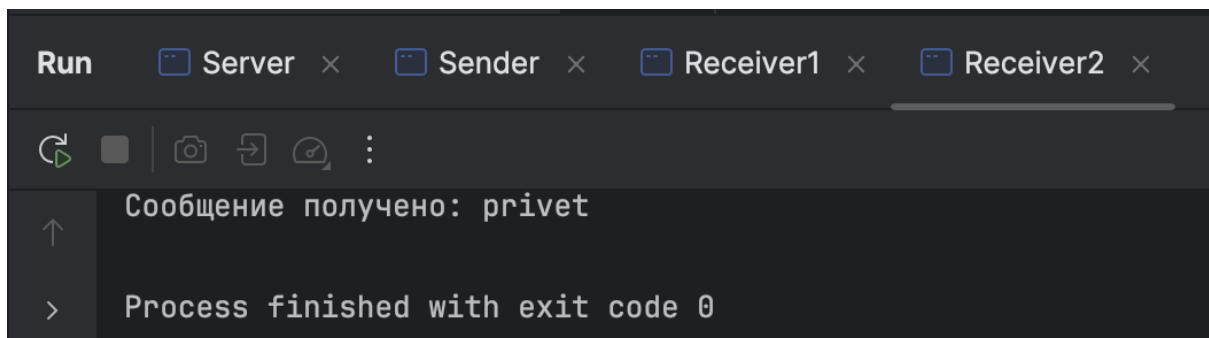 Run Server Sender Receiver1 Receiver2
Сообщение получено: privet
Process finished with exit code 0